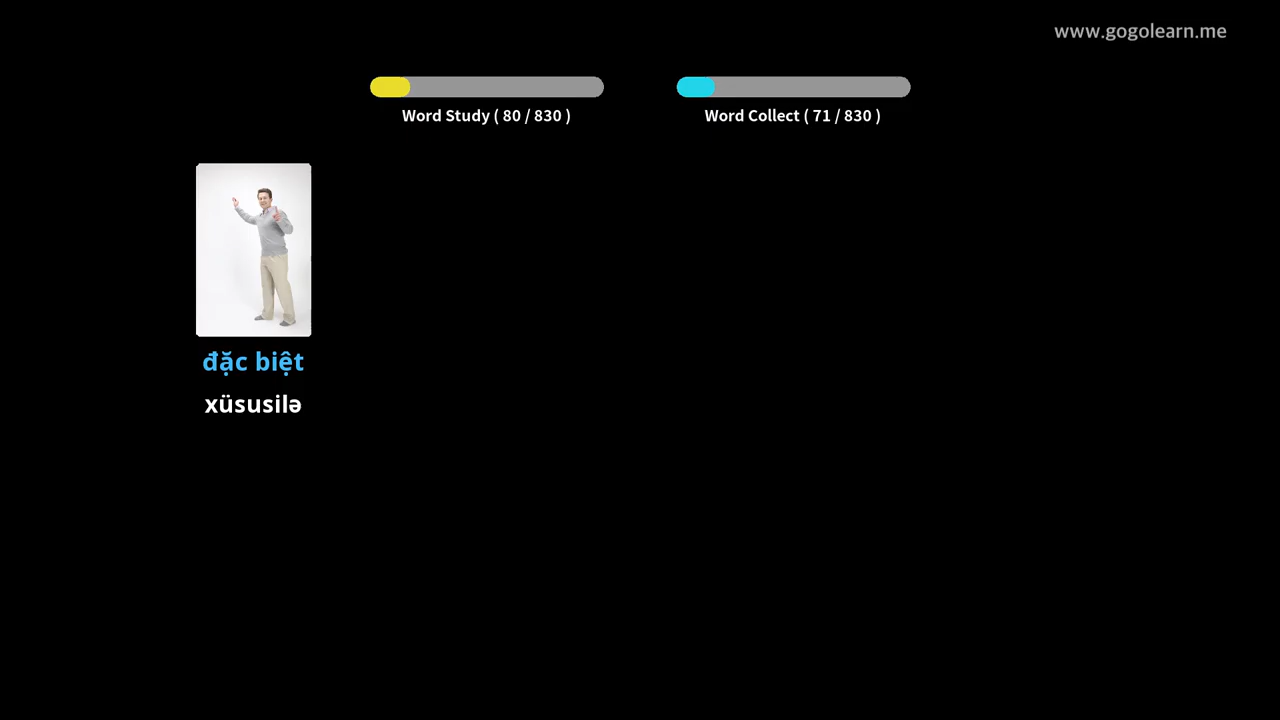 www.gogolearn.me
Word Study ( 80 / 830 )
Word Collect ( 71 / 830 )
đặc biệt
xüsusilə